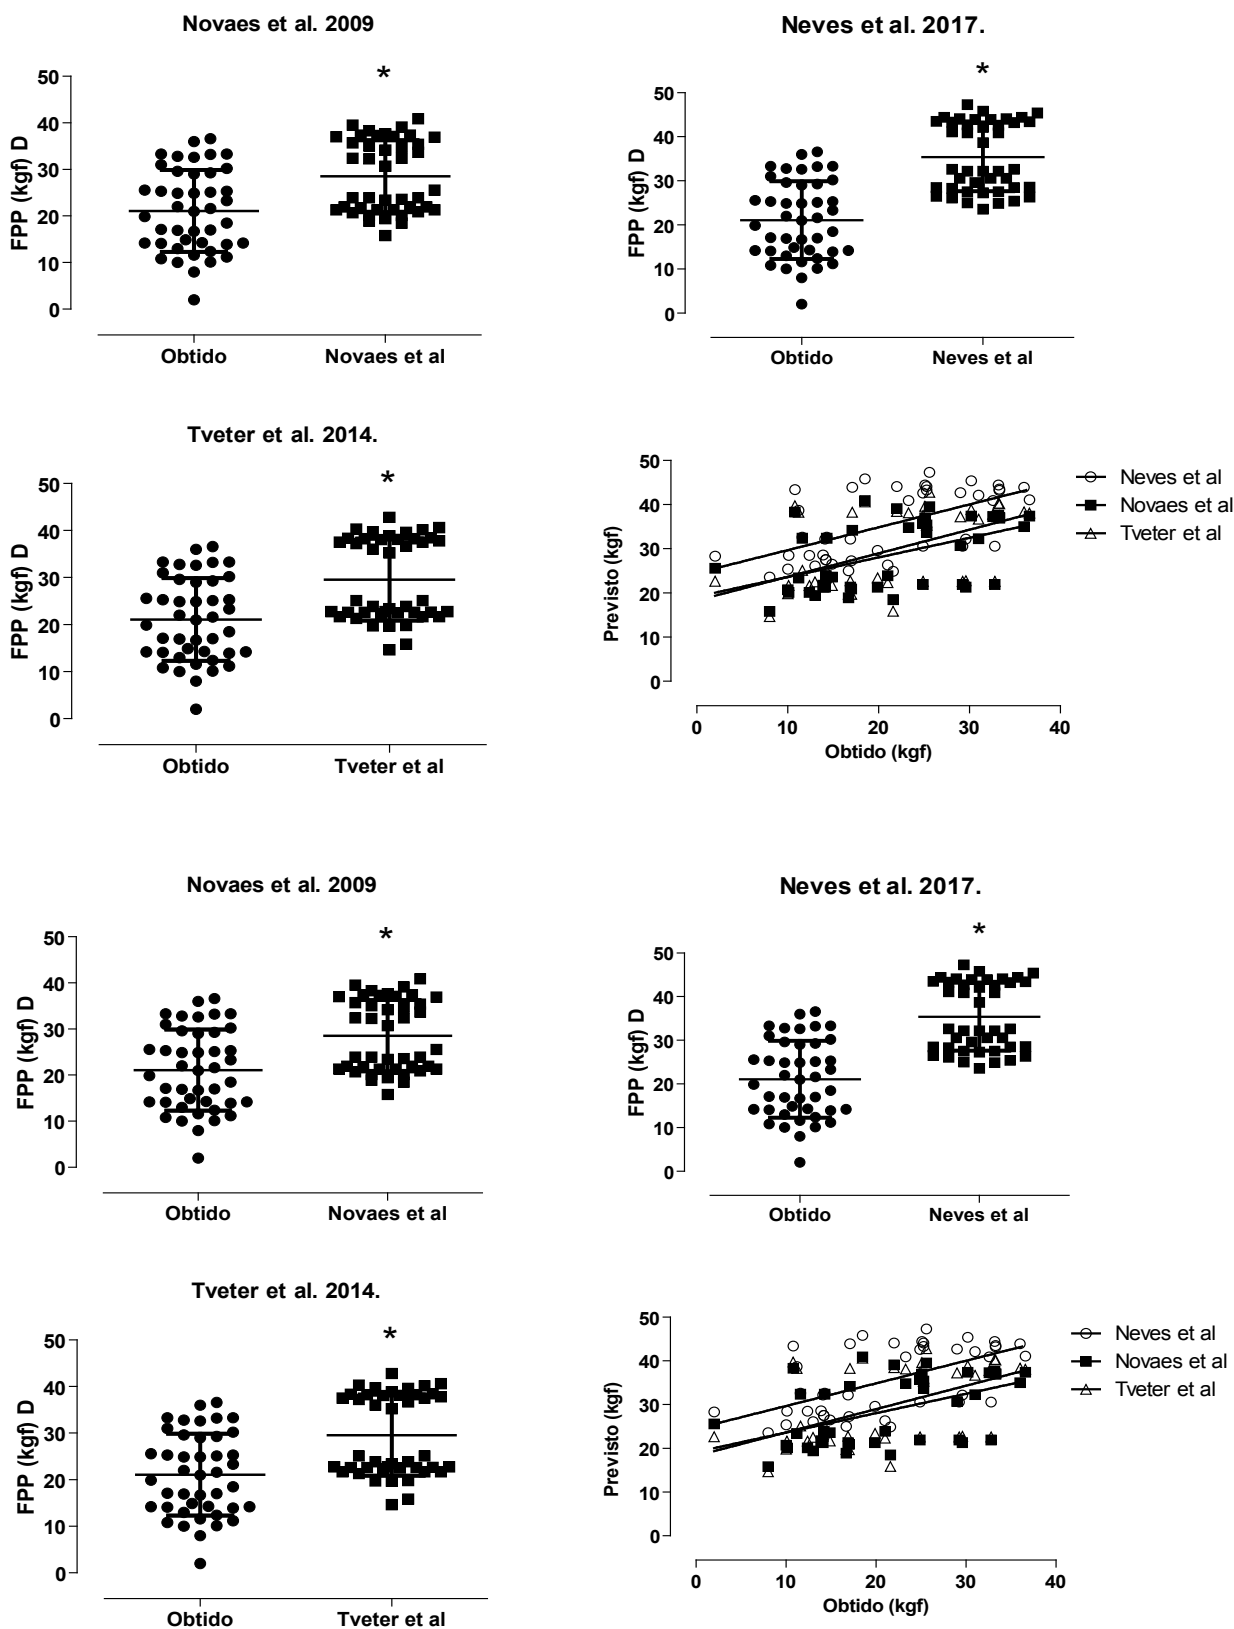 Novaes et al. 2009
*
FPP (kgf) D
50
40
30
20
10
0
Obtido
Novaes et al
Neves et al. 2017.
*
FPP (kgf) D
50
40
30
20
10
0
Obtido
Neves et al
Tveter et al. 2014.
*
FPP (kgf) D
50
40
30
20
10
0
Obtido
Tveter et al
Previsto (kgf)
50
40
30
20
10
0
0 10 20 30 40
Obtido (kgf)
Neves et al
Novaes et al
Tveter et al
Novaes et al. 2009
*
FPP (kgf) D
50
40
30
20
10
0
Obtido
Novaes et al
Neves et al. 2017.
*
FPP (kgf) D
50
40
30
20
10
0
Obtido
Neves et al
Tveter et al. 2014.
*
FPP (kgf) D
50
40
30
20
10
0
Obtido
Tveter et al
Previsto (kgf)
50
40
30
20
10
0
0 10 20 30 40
Obtido (kgf)
Neves et al
Novaes et al
Tveter et al